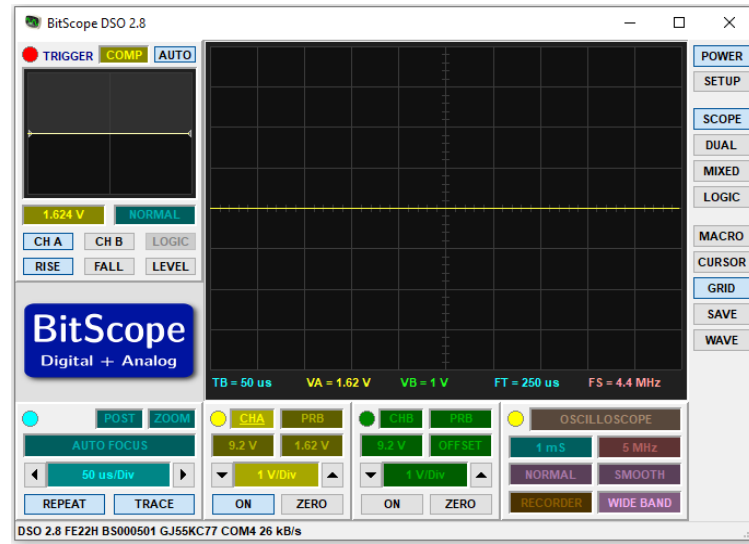 BitScope DSO 2.8
TRIGGER COMP AUTO
1.624 V NORMAL
CH A CH B LOGIC
RISE FALL LEVEL
BitScope
Digital + Analog
TB = 50 us VA = 1.62 V VB = 1 V FT = 250 us FS = 4.4 MHz
POWER
SETUP
SCOPE
DUAL
MIXED
LOGIC
MACRO
CURSOR
GRID
SAVE
WAVE
POST ZOOM
AUTO FOCUS
50 us/Div
REPEAT TRACE
CHA PRB
9.2 V 1.62 V
1 V/Div
ON ZERO
CHB PRB
9.2 V OFFSET
1 V/Div
ON ZERO
OSCILLOSCOPE
1 mS 5 MHz
NORMAL SMOOTH
RECORDER WIDE BAND
DSO 2.8 FE22H BS000501 GJ55KC77 COM4 26 kB/s